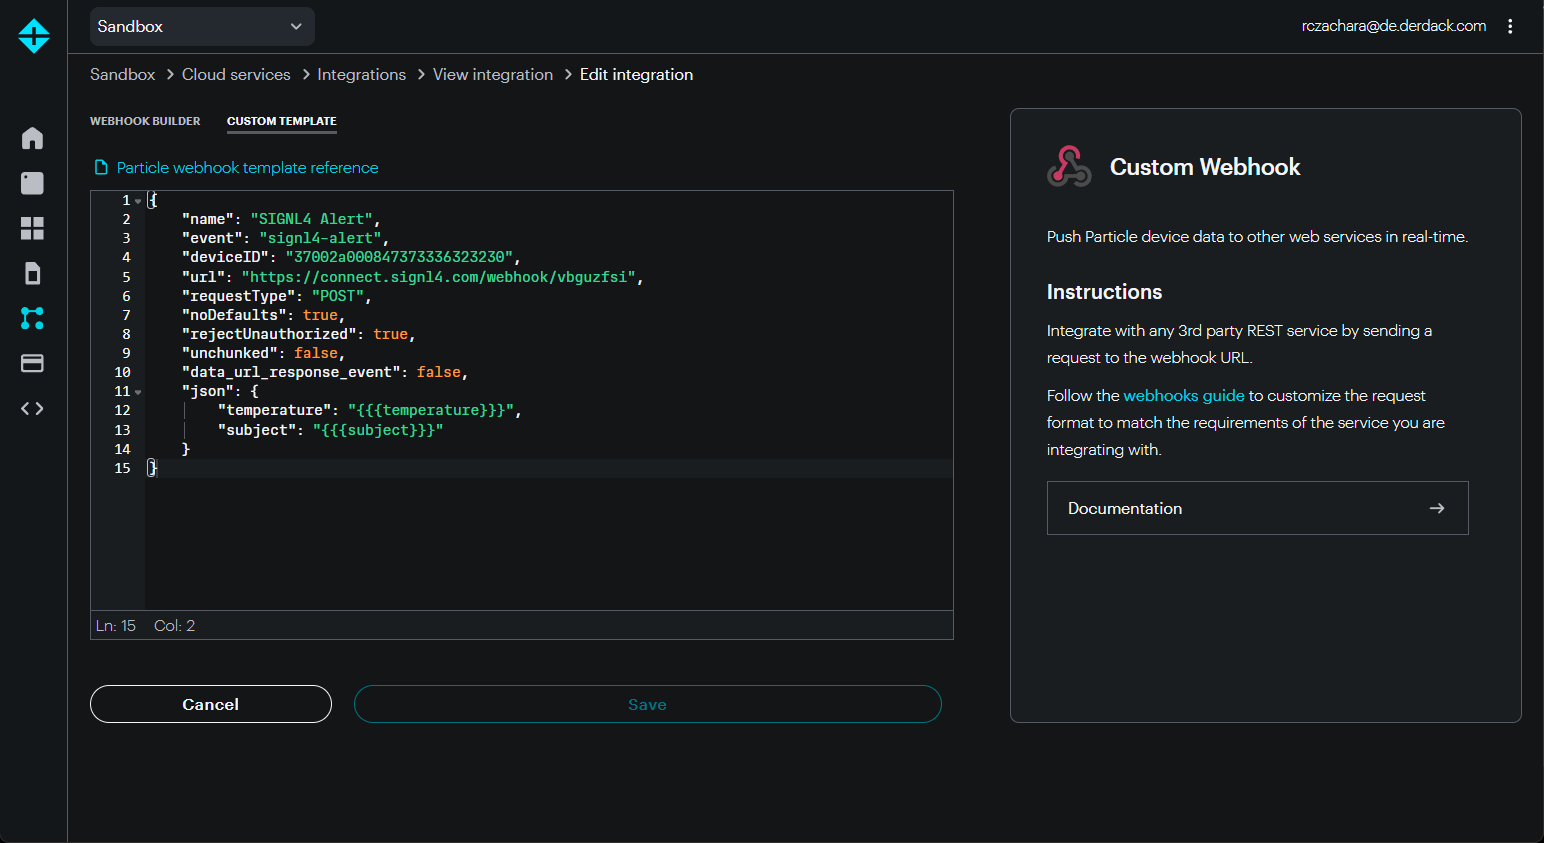 Sandbox
rczachara@de.derdack.com
Sandbox > Cloud services > Integrations > View integration > Edit integration
WEBHOOK BUILDER CUSTOM TEMPLATE
Particle webhook template reference
1 {
2 "name": "SIGNL4 Alert",
3 "event": "signl4-alert",
4 "deviceID": "37002a000847373336323230",
5 "url": "https://connect.signl4.com/webhook/vbguzfsi",
6 "requestType": "POST",
7 "noDefaults": true,
8 "rejectUnauthorized": true,
9 "unchunked": false,
10 "data_url_response_event": false,
11 "json": {
12 "temperature": "{{{temperature}}}",
13 "subject": "{{{subject}}}"
14 }
15 }
Ln: 15 Col: 2
Cancel
Save
Custom Webhook
Push Particle device data to other web services in real-time.
Instructions
Integrate with any 3rd party REST service by sending a
request to the webhook URL.
Follow the webhooks guide to customize the request
format to match the requirements of the service you are
integrating with.
Documentation